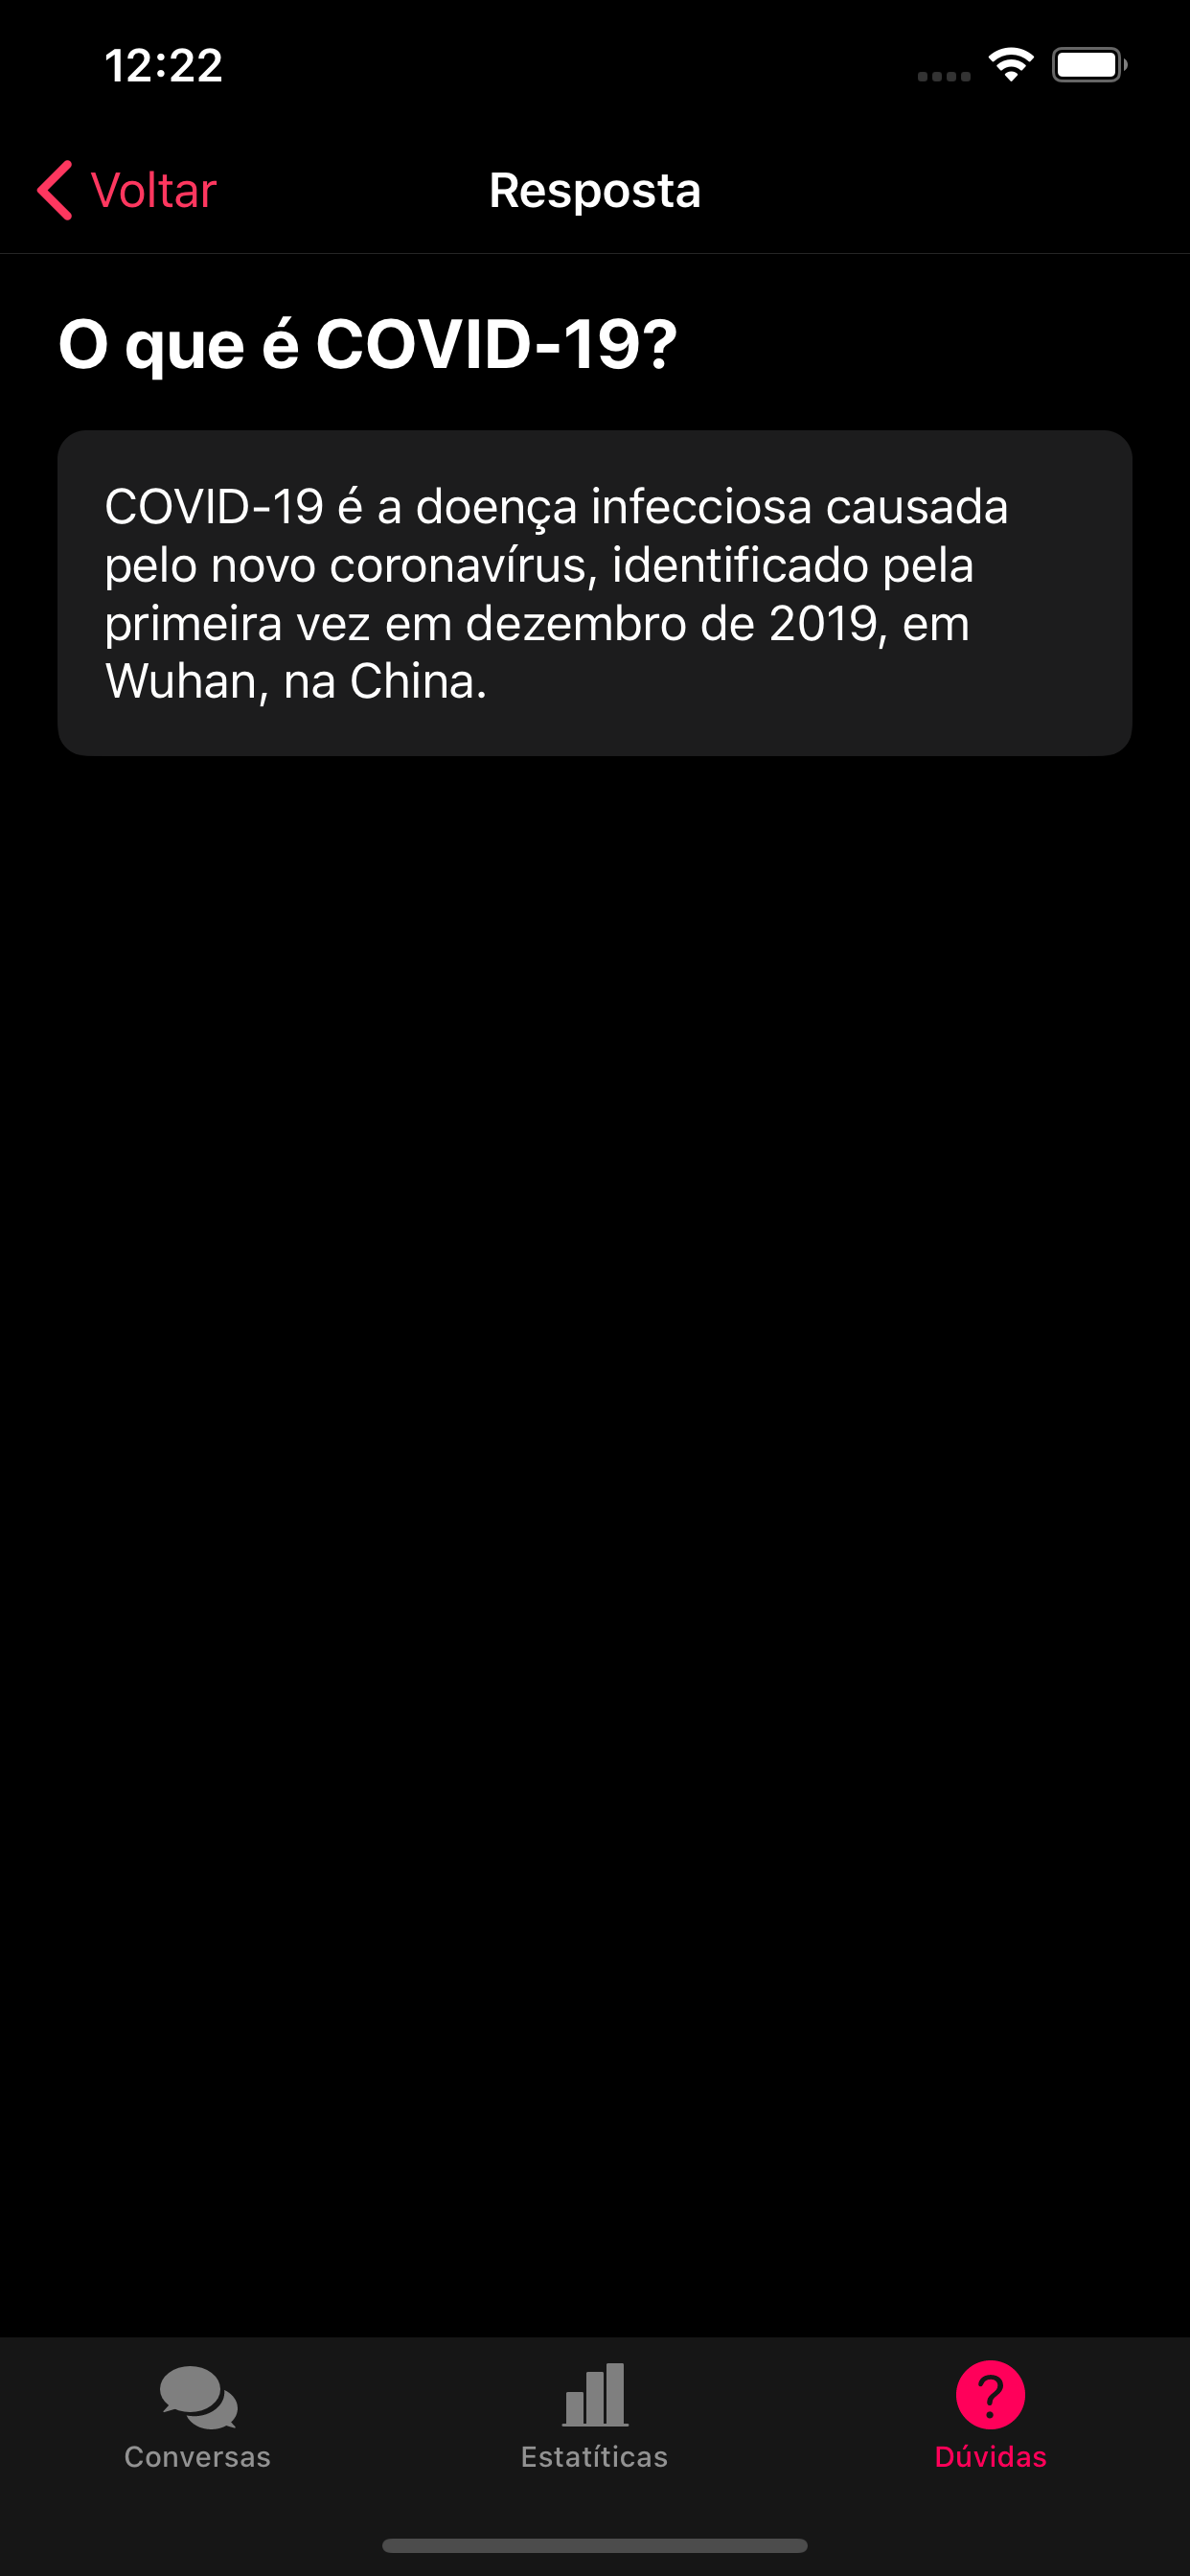 12:22
Voltar
Resposta
O que é COVID-19?
COVID-19 é a doença infecciosa causada
pelo novo coronavírus, identificado pela
primeira vez em dezembro de 2019, em
Wuhan, na China.
Conversas
Estatíticas
Dúvidas